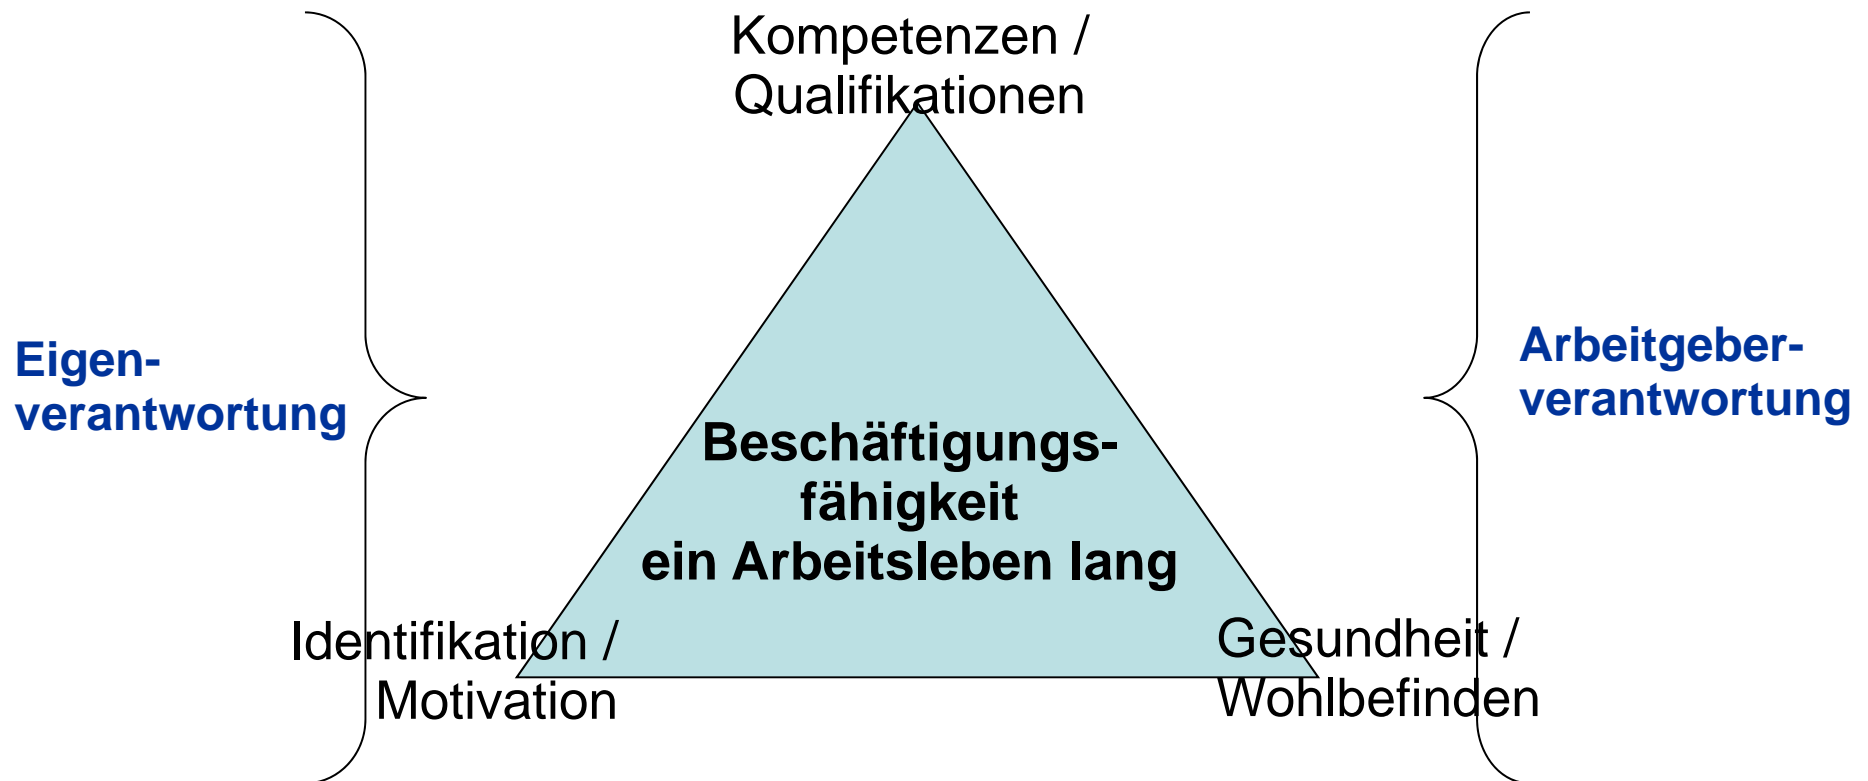 Kompetenzen /
Qualifikationen
Eigen-
verantwortung
Arbeitgeber-
verantwortung
Beschäftigungs-
fähigkeit
ein Arbeitsleben lang
Identifikation /
Motivation
Gesundheit /
Wohlbefinden